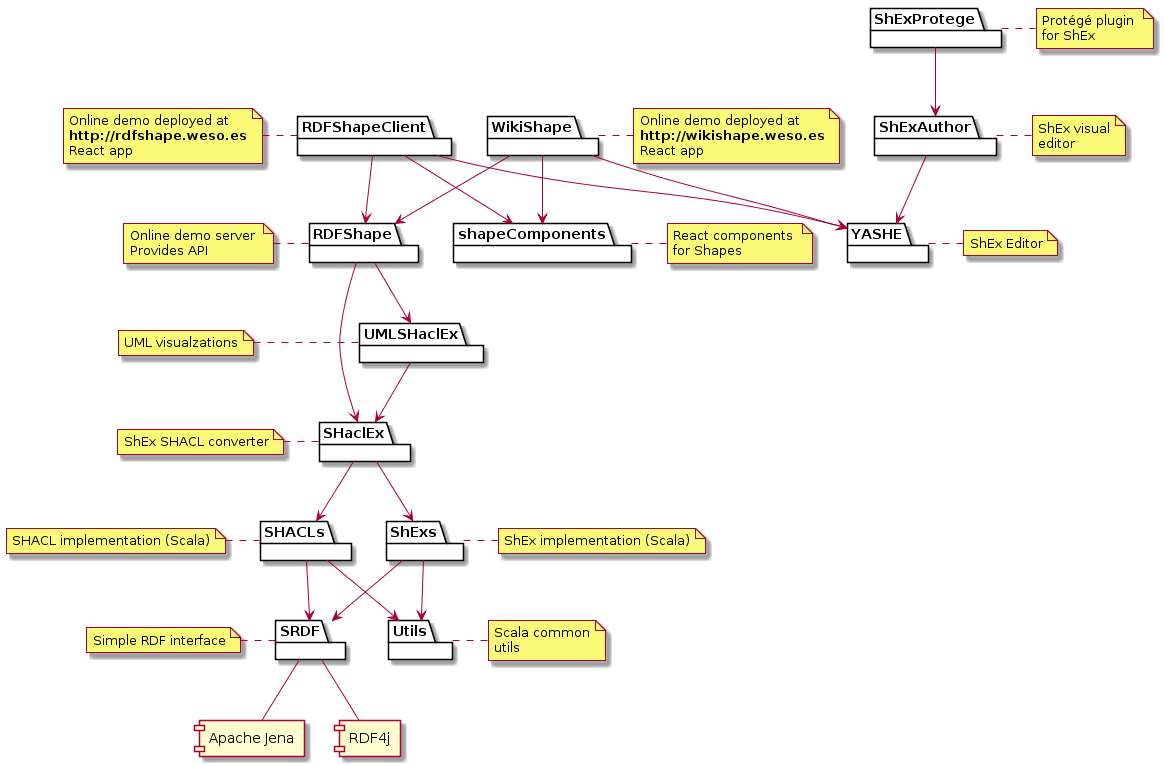 ShExProtege
Protégé plugin
for ShEx
Online demo deployed at
http://rdfshape.weso.es
React app
RDFShapeClient
WikiShape
Online demo deployed at
http://wikishape.weso.es
React app
ShExAuthor
ShEx visual
editor
Online demo server
Provides API
RDFShape
shapeComponents
React components
for Shapes
YASHE
ShEx Editor
UML visualzations
UMLSHaclEx
ShEx SHACL converter
SHaclEx
SHACL implementation (Scala)
SHACLs
ShExs
ShEx implementation (Scala)
Simple RDF interface
SRDF
Utils
Scala common
utils
Apache Jena
RDF4j